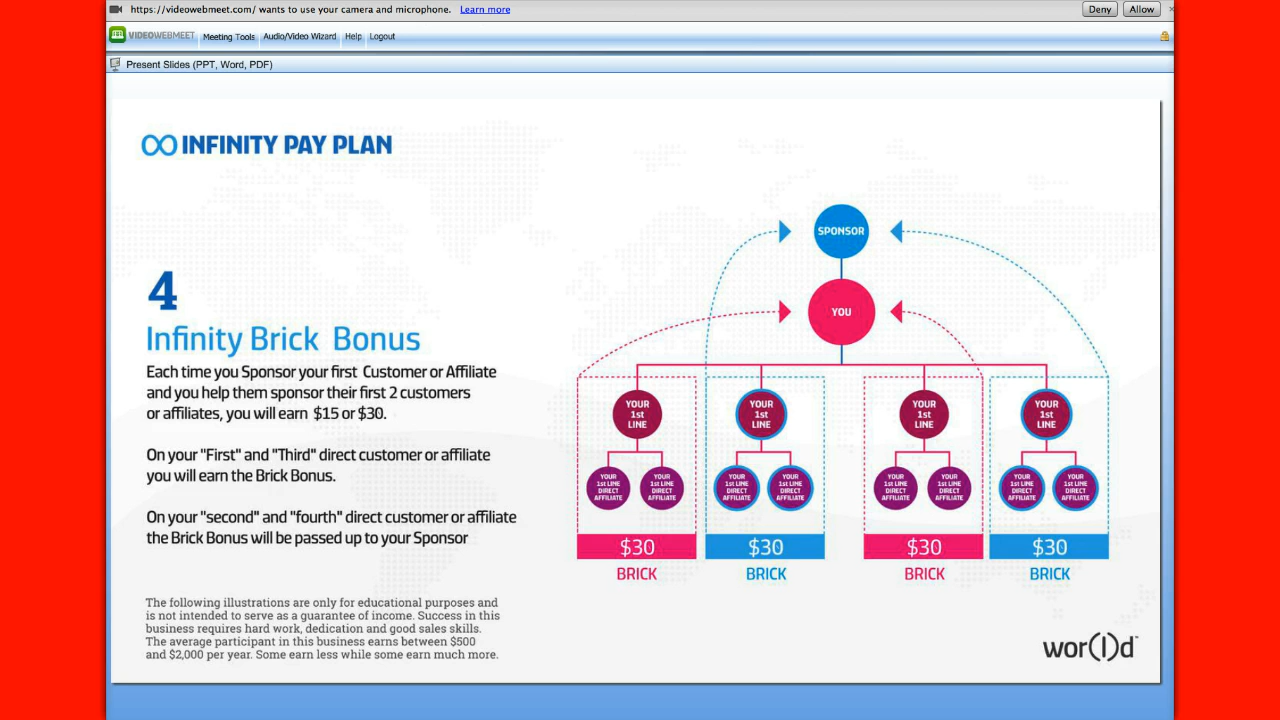 https://videowebmeet.com/ wants to use your camera and microphone. Learn more Deny Allow
VIDEOWEBMEET Meeting Tools Audio/Video Wizard Help Logout
Present Slides (PPT, Word, PDF)
INFINITY PAY PLAN
4
Infinity Brick Bonus
Each time you Sponsor your first Customer or Affiliate
and you help them sponsor their first 2 customers
or affiliates, you will earn $15 or $30.
On your "First" and "Third" direct customer or affiliate
you will earn the Brick Bonus.
On your "second" and "fourth" direct customer or affiliate
the Brick Bonus will be passed up to your Sponsor
The following illustrations are only for educational purposes and
is not intended to serve as a guarantee of income. Success in this
business requires hard work, dedication and good sales skills.
The average participant in this business earns between $500
and $2,000 per year. Some earn less while some earn much more.
SPONSOR
YOU
YOUR
1st
LINE
YOUR
1st
LINE
YOUR
1st
LINE
YOUR
1st
LINE
YOUR
1st LINE
DIRECT
AFFILIATE
YOUR
1st LINE
DIRECT
AFFILIATE
YOUR
1st LINE
DIRECT
AFFILIATE
YOUR
1st LINE
DIRECT
AFFILIATE
YOUR
1st LINE
DIRECT
AFFILIATE
YOUR
1st LINE
DIRECT
AFFILIATE
YOUR
1st LINE
DIRECT
AFFILIATE
YOUR
1st LINE
DIRECT
AFFILIATE
$30 $30 $30 $30
BRICK BRICK BRICK BRICK
wor(l)d